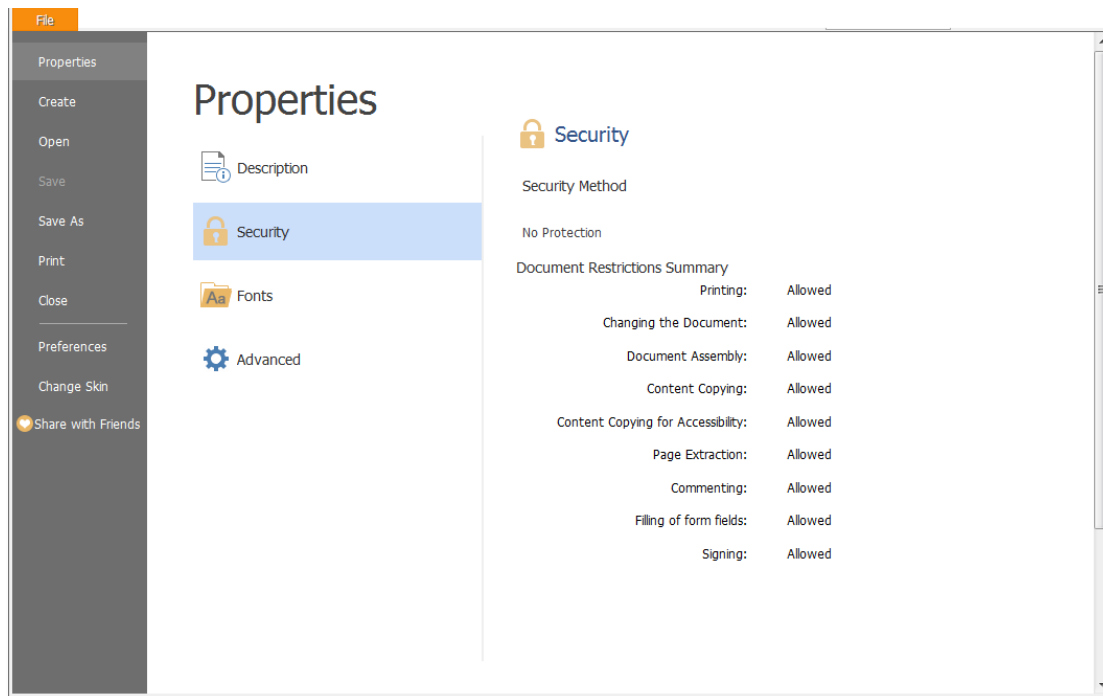 File
Properties
Create
Open
Save
Save As
Print
Close
Preferences
Change Skin
Share with Friends
Properties
Description
Security
Aa Fonts
Advanced
Security
Security Method
No Protection
Document Restrictions Summary
Printing: Allowed
Changing the Document: Allowed
Document Assembly: Allowed
Content Copying: Allowed
Content Copying for Accessibility: Allowed
Page Extraction: Allowed
Commenting: Allowed
Filling of form fields: Allowed
Signing: Allowed